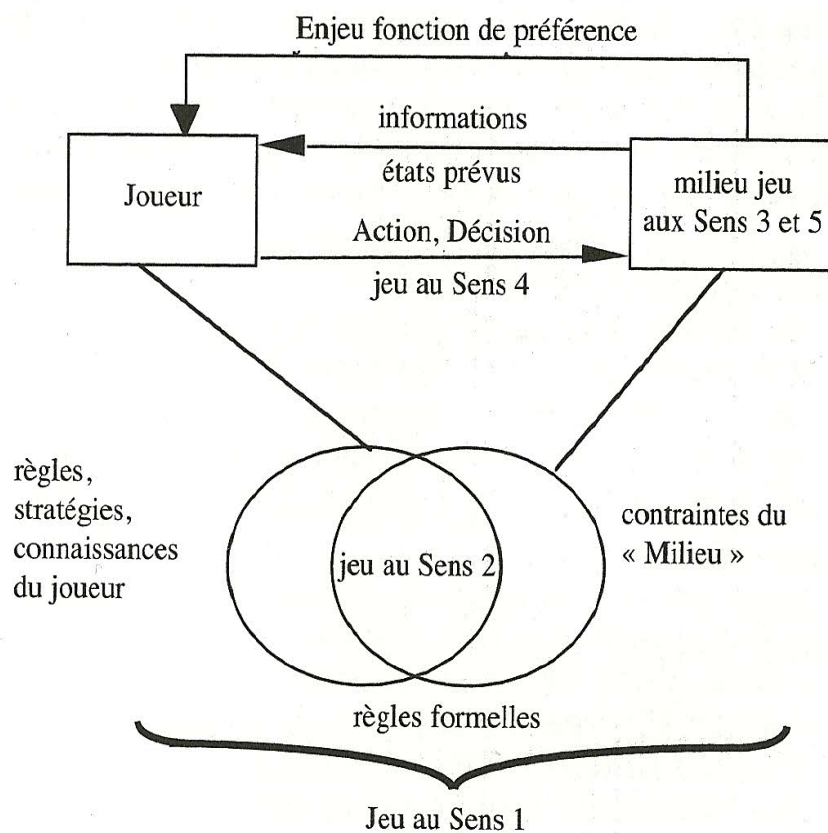 Enjeu fonction de préférence
informations
états prévus
Joueur
milieu jeu
aux Sens 3 et 5
Action, Décision
jeu au Sens 4
règles,
stratégies,
connaissances
du joueur
jeu au Sens 2
contraintes du
« Milieu »
règles formelles
Jeu au Sens 1